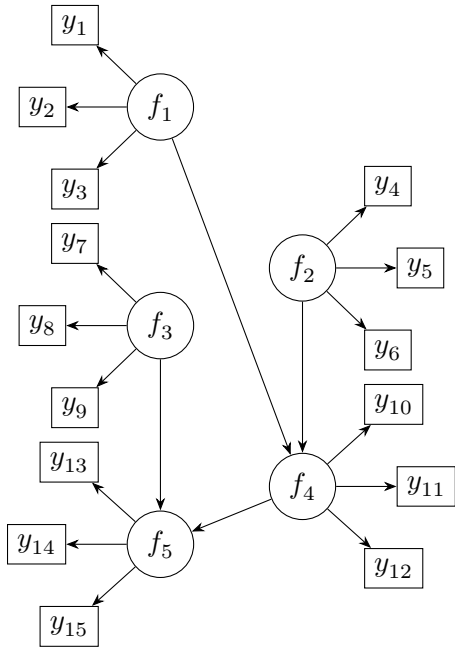 y₁
y₂
f₁
y₃
y₄
y₇
f₂
y₅
y₈
f₃
y₆
y₉
y₁₀
y₁₃
f₄
y₁₁
y₁₄
f₅
y₁₂
y₁₅